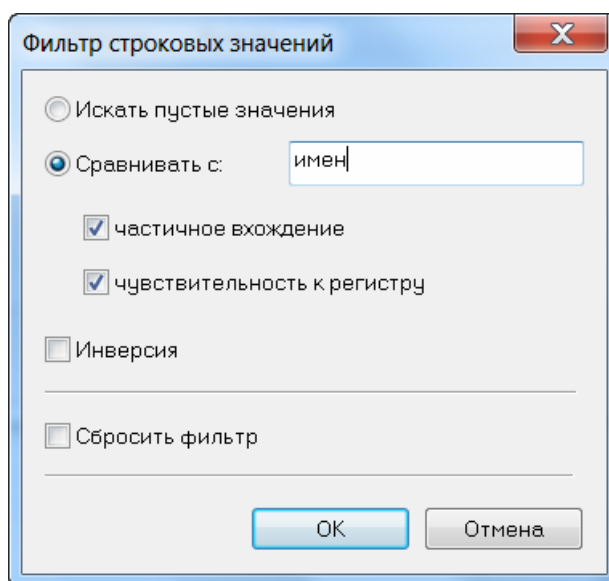 Фильтр строковых значений
Искать пустые значения
Сравнивать с: имен
частичное вхождение
чувствительность к регистру
Инверсия
Сбросить фильтр
OK Отмена